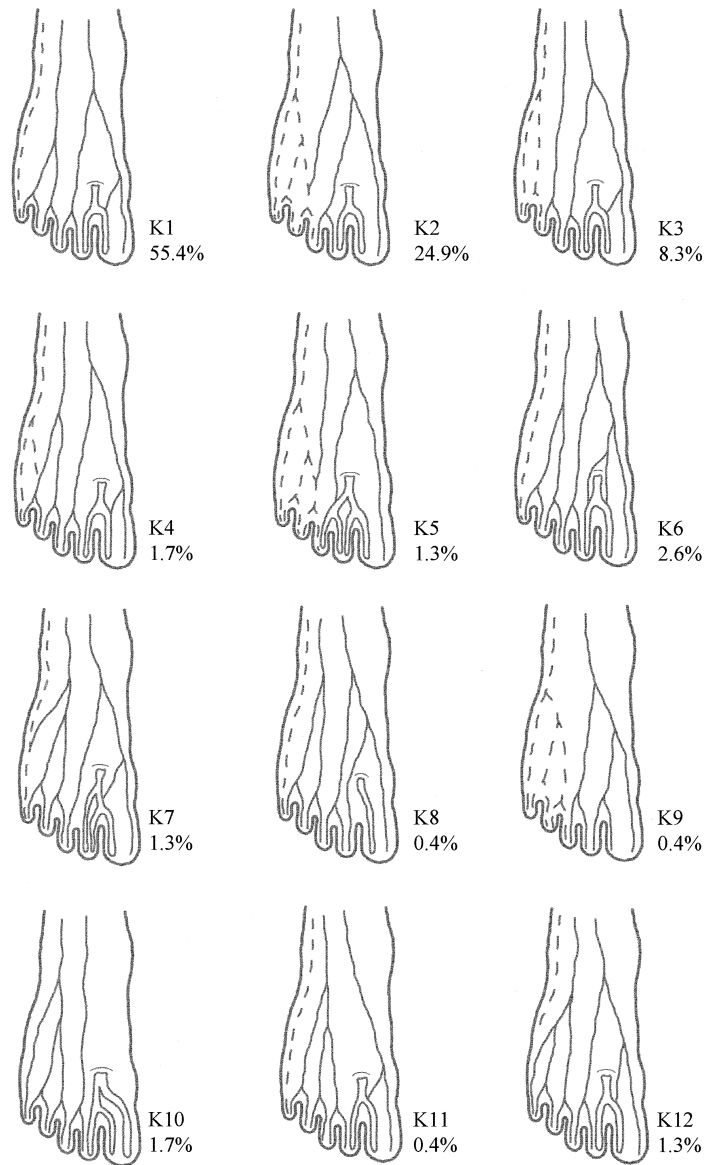 K1
55.4%
K2
24.9%
K3
8.3%
K4
1.7%
K5
1.3%
K6
2.6%
K7
1.3%
K8
0.4%
K9
0.4%
K10
1.7%
K11
0.4%
K12
1.3%